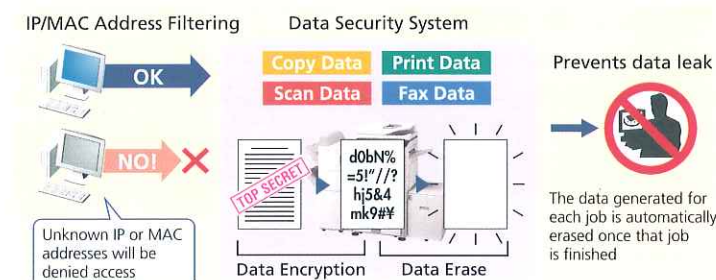 IP/MAC Address Filtering
OK
NO!
Unknown IP or MAC
addresses will be
denied access
Data Security System
Copy Data
Print Data
Scan Data
Fax Data
TOP SECRET
d0bN%
=5!"//?
hj5&4
mk9#¥
Data Encryption
Data Erase
Prevents data leak
The data generated for
each job is automatically
erased once that job
is finished